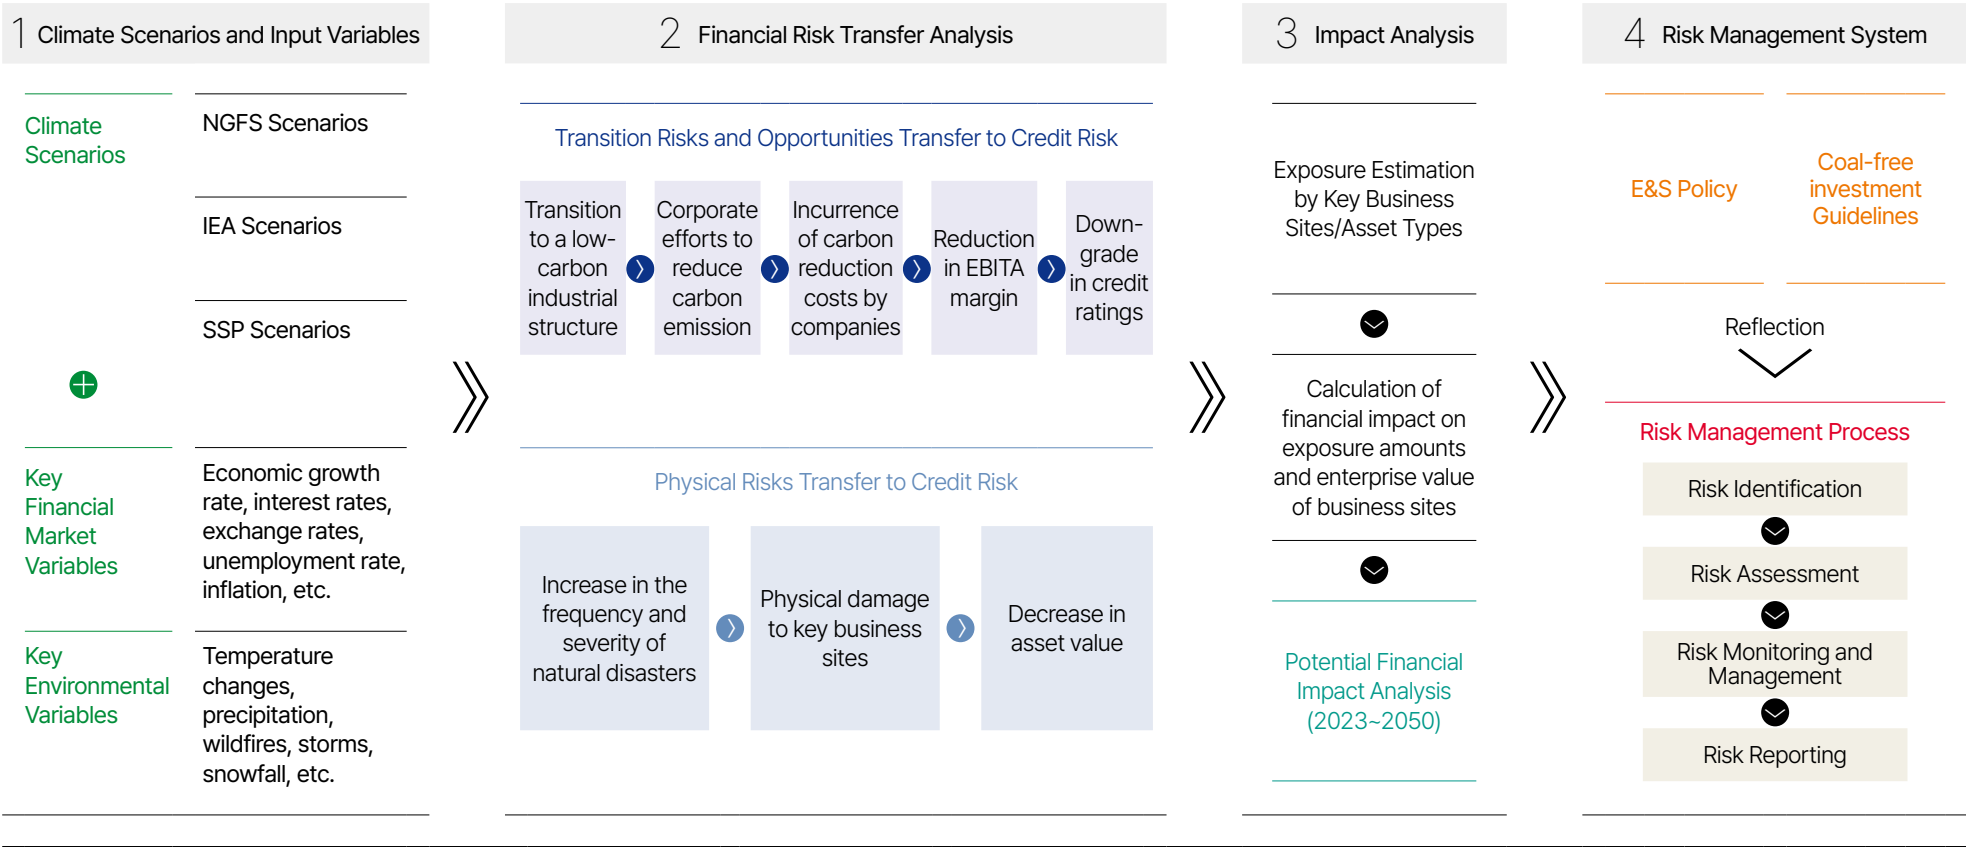 1 Climate Scenarios and Input Variables
Climate
Scenarios
NGFS Scenarios
IEA Scenarios
SSP Scenarios
Key
Financial
Market
Variables
Economic growth
rate, interest rates,
exchange rates,
unemployment rate,
inflation, etc.
Key
Environmental
Variables
Temperature
changes,
precipitation,
wildfires, storms,
snowfall, etc.
2 Financial Risk Transfer Analysis
Transition Risks and Opportunities Transfer to Credit Risk
Transition
to a low-
carbon
industrial
structure
Corporate
efforts to
reduce
carbon
emission
Incurrence
of carbon
reduction
costs by
companies
Reduction
in EBITA
margin
Down-
grade
in credit
ratings
Physical Risks Transfer to Credit Risk
Increase in the
frequency and
severity of
natural disasters
Physical damage
to key business
sites
Decrease in
asset value
3 Impact Analysis
Exposure Estimation
by Key Business
Sites/Asset Types
Calculation of
financial impact on
exposure amounts
and enterprise value
of business sites
Potential Financial
Impact Analysis
(2023~2050)
4 Risk Management System
E&S Policy
Coal-free
investment
Guidelines
Reflection
Risk Management Process
Risk Identification
Risk Assessment
Risk Monitoring and
Management
Risk Reporting